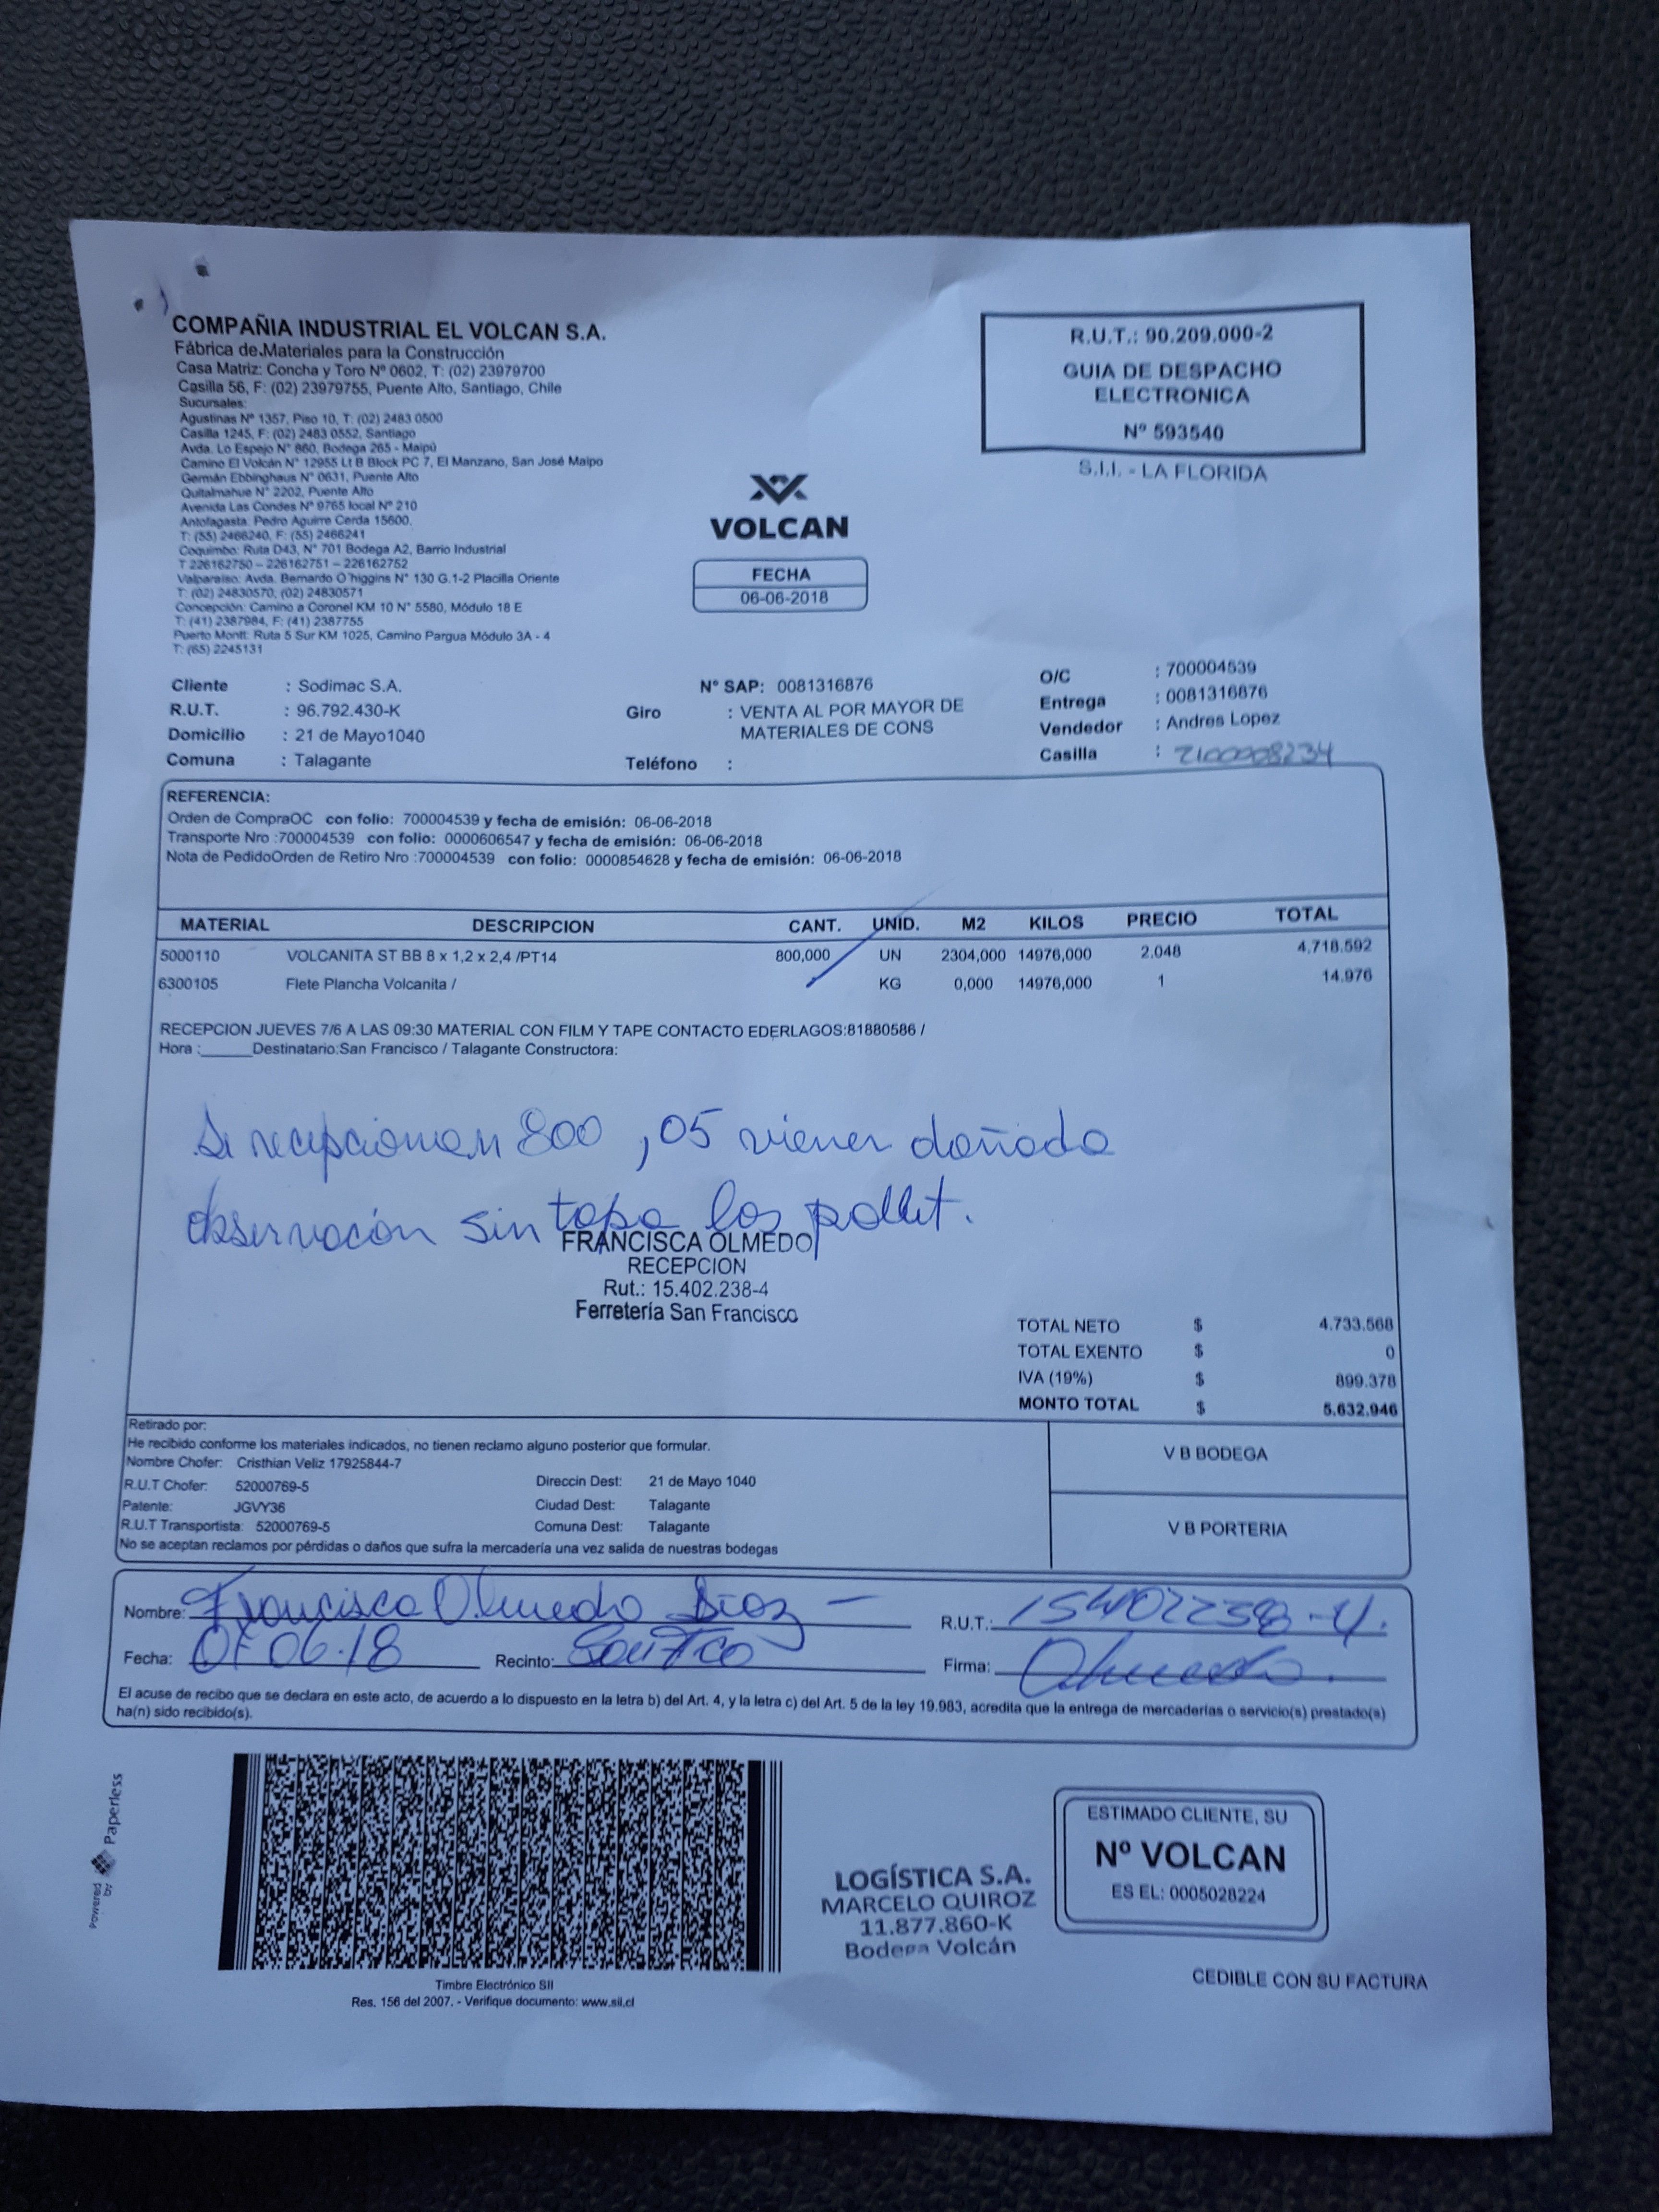 COMPAÑIA INDUSTRIAL EL VOLCAN S.A.
Fábrica de Materiales para la Construcción
Casa Matriz: Concha y Toro Nº 0602, T: (02) 23979700
Casilla 56, F: (02) 23979755, Puente Alto, Santiago, Chile
Sucursales:
Agustinas Nº 1357, Piso 10, T: (02) 2483 0500
Casilla 1245, F: (02) 2483 0552, Santiago
Avda. Lo Espejo N° 860, Bodega 265 - Maipú
Camino El Volcán N° 12955 Lt B Block PC 7, El Manzano, San José Maipo
Germán Ebbinghaus N° 0631, Puente Alto
Quitalmahue N° 2202, Puente Alto
Avenida Las Condes N° 9765 local Nº 210
Antofagasta: Pedro Aguirre Cerda 15600,
T: (55) 2466240, F: (55) 2466241
Coquimbo: Ruta D43, N° 701 Bodega A2, Barrio Industrial
T 226162750 – 226162751 – 226162752
Valparaiso: Avda. Bernardo O'higgins N° 130 G.1-2 Placilla Oriente
T: (02) 24830570, (02) 24830571
Concepción: Camino a Coronel KM 10 N° 5580, Módulo 18 E
T: (41) 2387984, F: (41) 2387755
Puerto Montt: Ruta 5 Sur KM 1025, Camino Pargua Módulo 3A - 4
T: (65) 2245131
VOLCAN
FECHA
06-06-2018
R.U.T.: 90.209.000-2
GUIA DE DESPACHO
ELECTRONICA
Nº 593540
S.I.I. - LA FLORIDA
Cliente : Sodimac S.A.
R.U.T. : 96.792.430-K
Domicilio : 21 de Mayo1040
Comuna : Talagante
Nº SAP: 0081316876
Giro : VENTA AL POR MAYOR DE
MATERIALES DE CONS
Teléfono :
O/C : 700004539
Entrega : 0081316876
Vendedor : Andres Lopez
Casilla : 2100008234
REFERENCIA:
Orden de CompraOC con folio: 700004539 y fecha de emisión: 06-06-2018
Transporte Nro :700004539 con folio: 0000606547 y fecha de emisión: 06-06-2018
Nota de PedidoOrden de Retiro Nro :700004539 con folio: 0000854628 y fecha de emisión: 06-06-2018
MATERIAL DESCRIPCION CANT. UNID. M2 KILOS PRECIO TOTAL
5000110 VOLCANITA ST BB 8 x 1,2 x 2,4 /PT14 800,000 UN 2304,000 14976,000 2.048 4.718.592
6300105 Flete Plancha Volcanita / KG 0,000 14976,000 1 14.976
RECEPCION JUEVES 7/6 A LAS 09:30 MATERIAL CON FILM Y TAPE CONTACTO EDERLAGOS:81880586 /
Hora :______Destinatario:San Francisco / Talagante Constructora:
Se recepcionan 800 , 05 vienen dañada
observación sin tapa los pallet.
FRANCISCA OLMEDO
RECEPCION
Rut.: 15.402.238-4
Ferretería San Francisco
TOTAL NETO $ 4.733.568
TOTAL EXENTO $ 0
IVA (19%) $ 899.378
MONTO TOTAL $ 5.632.946
Retirado por:
He recibido conforme los materiales indicados, no tienen reclamo alguno posterior que formular.
Nombre Chofer: Cristhian Veliz 17925844-7
R.U.T Chofer: 52000769-5 Direccin Dest: 21 de Mayo 1040
Patente: JGVY36 Ciudad Dest: Talagante
R.U.T Transportista: 52000769-5 Comuna Dest: Talagante
No se aceptan reclamos por pérdidas o daños que sufra la mercadería una vez salida de nuestras bodegas
V B BODEGA
V B PORTERIA
Nombre: Francisca Olmedo Diaz - R.U.T.: 15402238-4.
Fecha: 07 06.18 Recinto: San Fco Firma: Olmedo
El acuse de recibo que se declara en este acto, de acuerdo a lo dispuesto en la letra b) del Art. 4, y la letra c) del Art. 5 de la ley 19.983, acredita que la entrega de mercaderías o servicio(s) prestado(s)
ha(n) sido recibido(s).
powered by Paperless
Timbre Electrónico SII
Res. 156 del 2007. - Verifique documento: www.sii.cl
LOGÍSTICA S.A.
MARCELO QUIROZ
11.877.860-K
Bodega Volcán
ESTIMADO CLIENTE, SU
Nº VOLCAN
ES EL: 0005028224
CEDIBLE CON SU FACTURA